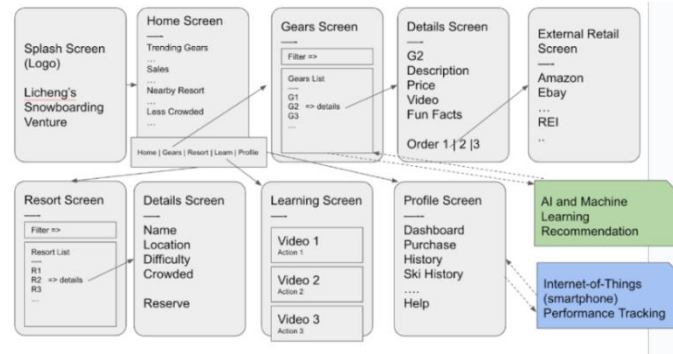 Splash Screen
(Logo)
Licheng's
Snowboarding
Venture
Home Screen
Trending Gears
...
Sales
...
Nearby Resort
...
Less Crowded
...
Home | Gears | Resort | Learn | Profile
Gears Screen
Filter =>
Gears List
G1
G2 => details
G3
...
Details Screen
G2
Description
Price
Video
Fun Facts
Order 1 | 2 |3
External Retail
Screen
Amazon
Ebay
...
REI
..
Resort Screen
Filter =>
Resort List
R1
R2 => details
R3
...
Details Screen
Name
Location
Difficulty
Crowded
Reserve
Learning Screen
Video 1
Action 1
Video 2
Action 2
Video 3
Action 3
Profile Screen
Dashboard
Purchase
History
Ski History
....
Help
AI and Machine
Learning
Recommendation
Internet-of-Things
(smartphone)
Performance Tracking